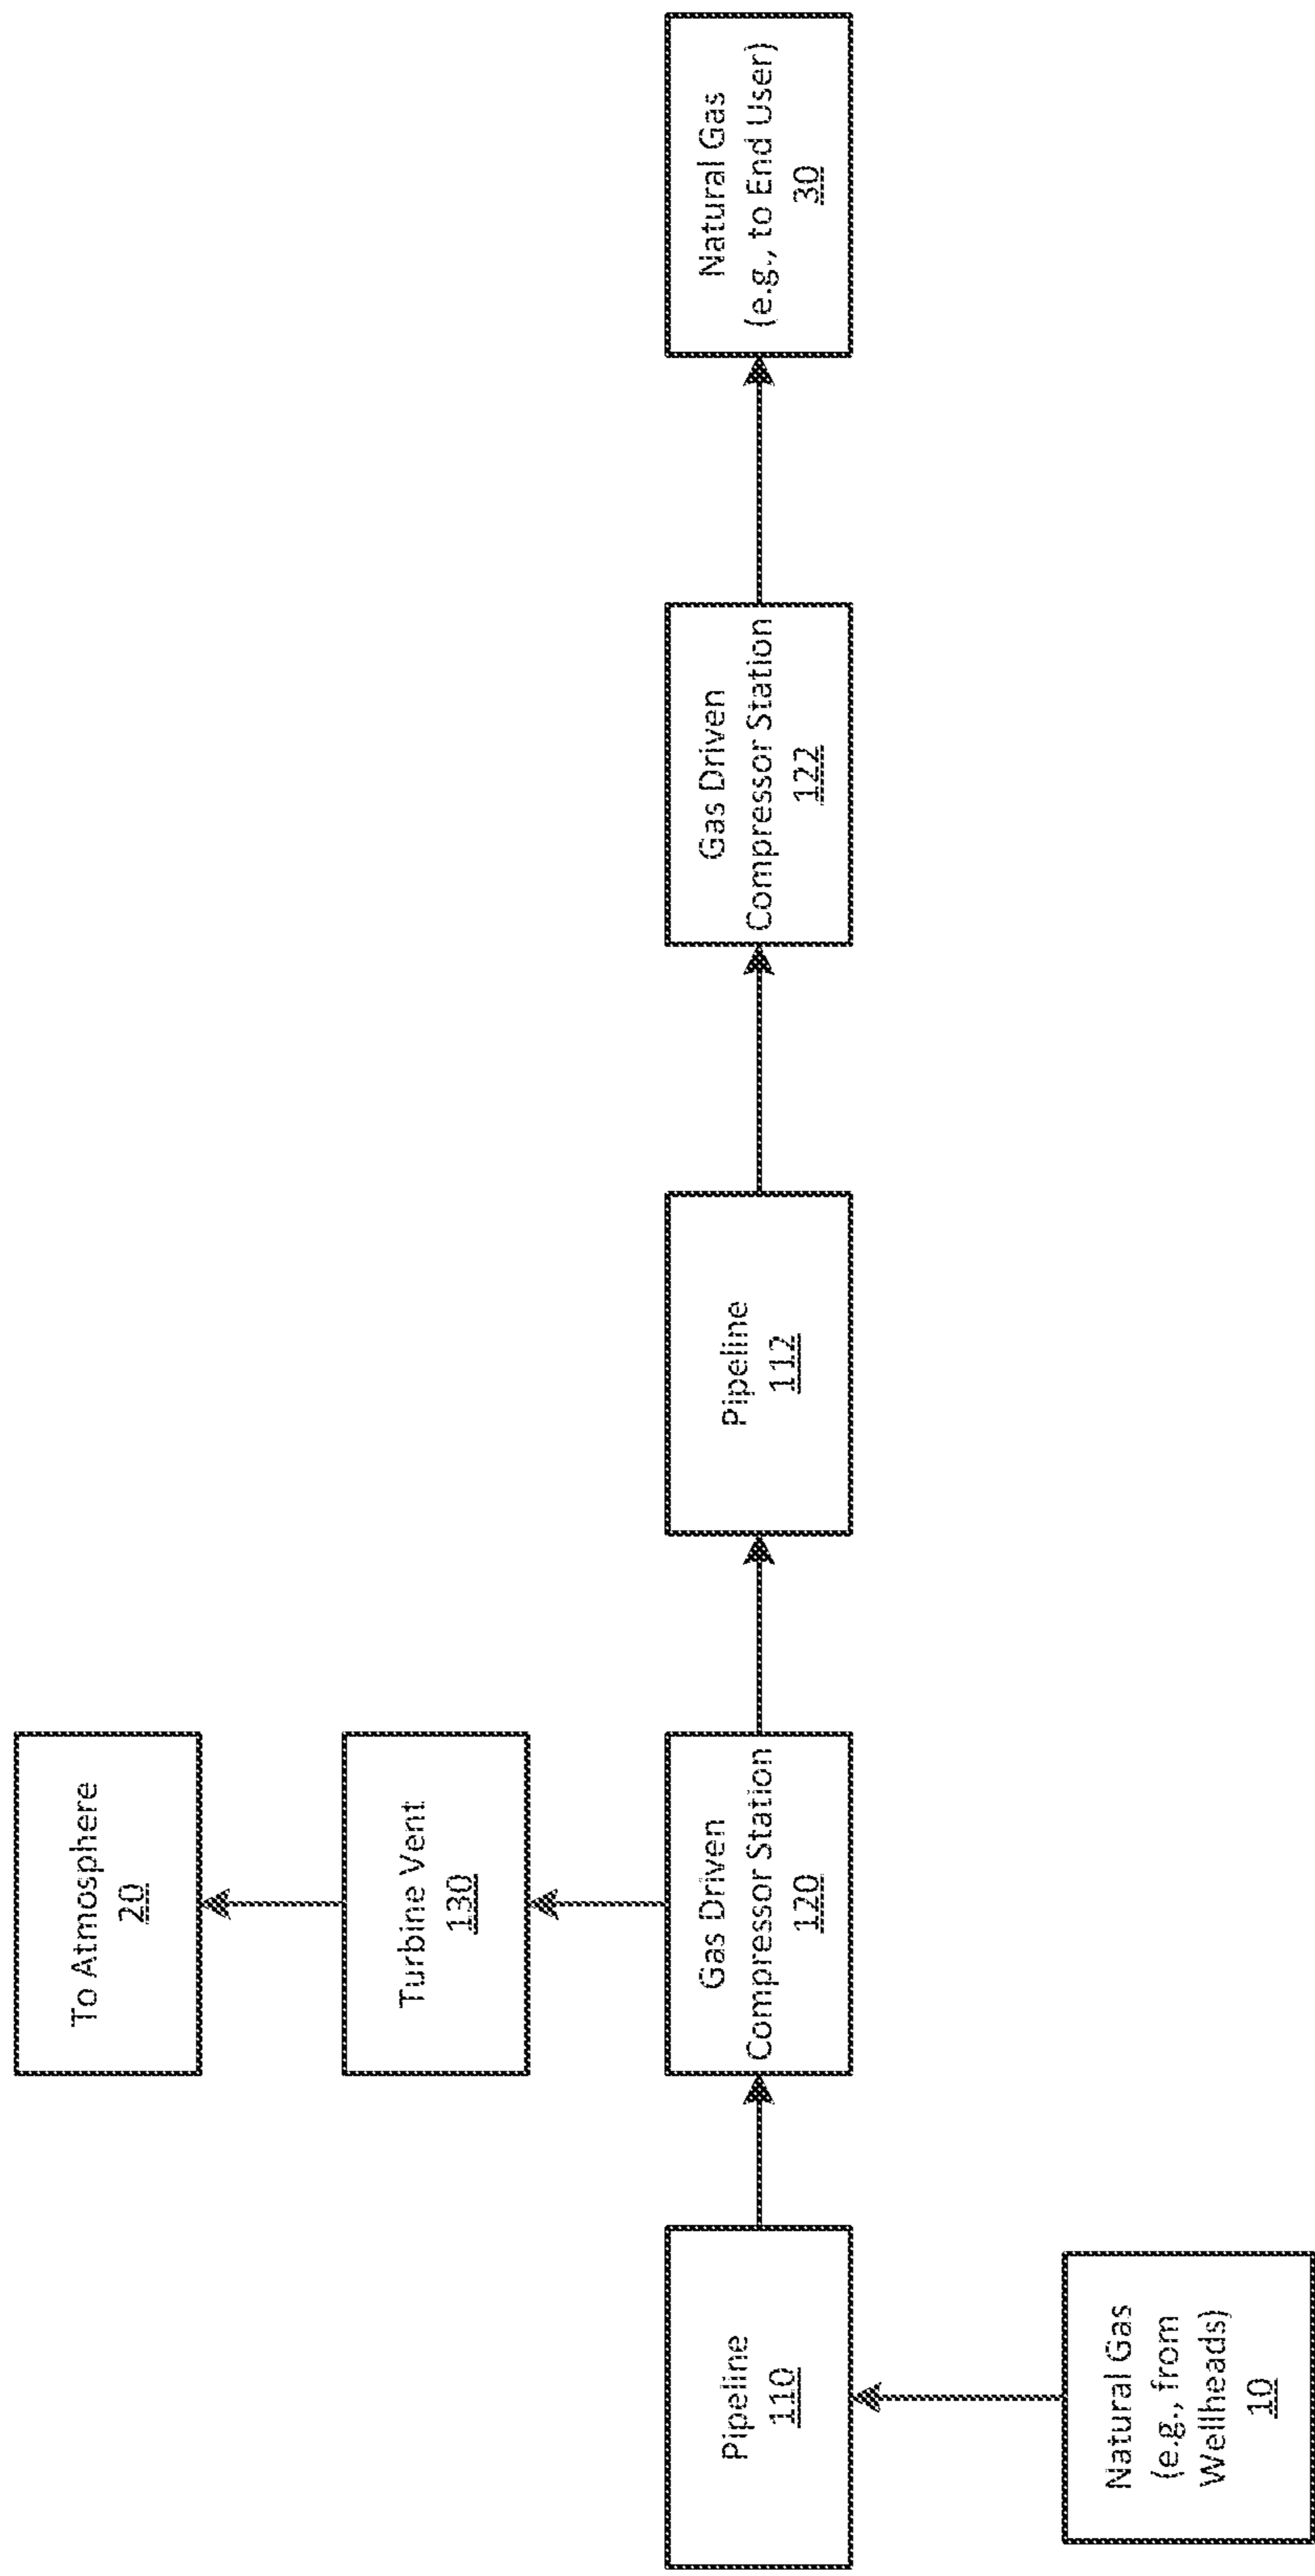 To Atmosphere
20
Turbine Vent
130
Pipeline
110
Gas Driven
Compressor Station
120
Pipeline
112
Gas Driven
Compressor Station
122
Natural Gas
(e.g., to End User)
30
Natural Gas
(e.g., from
Wellheads)
10